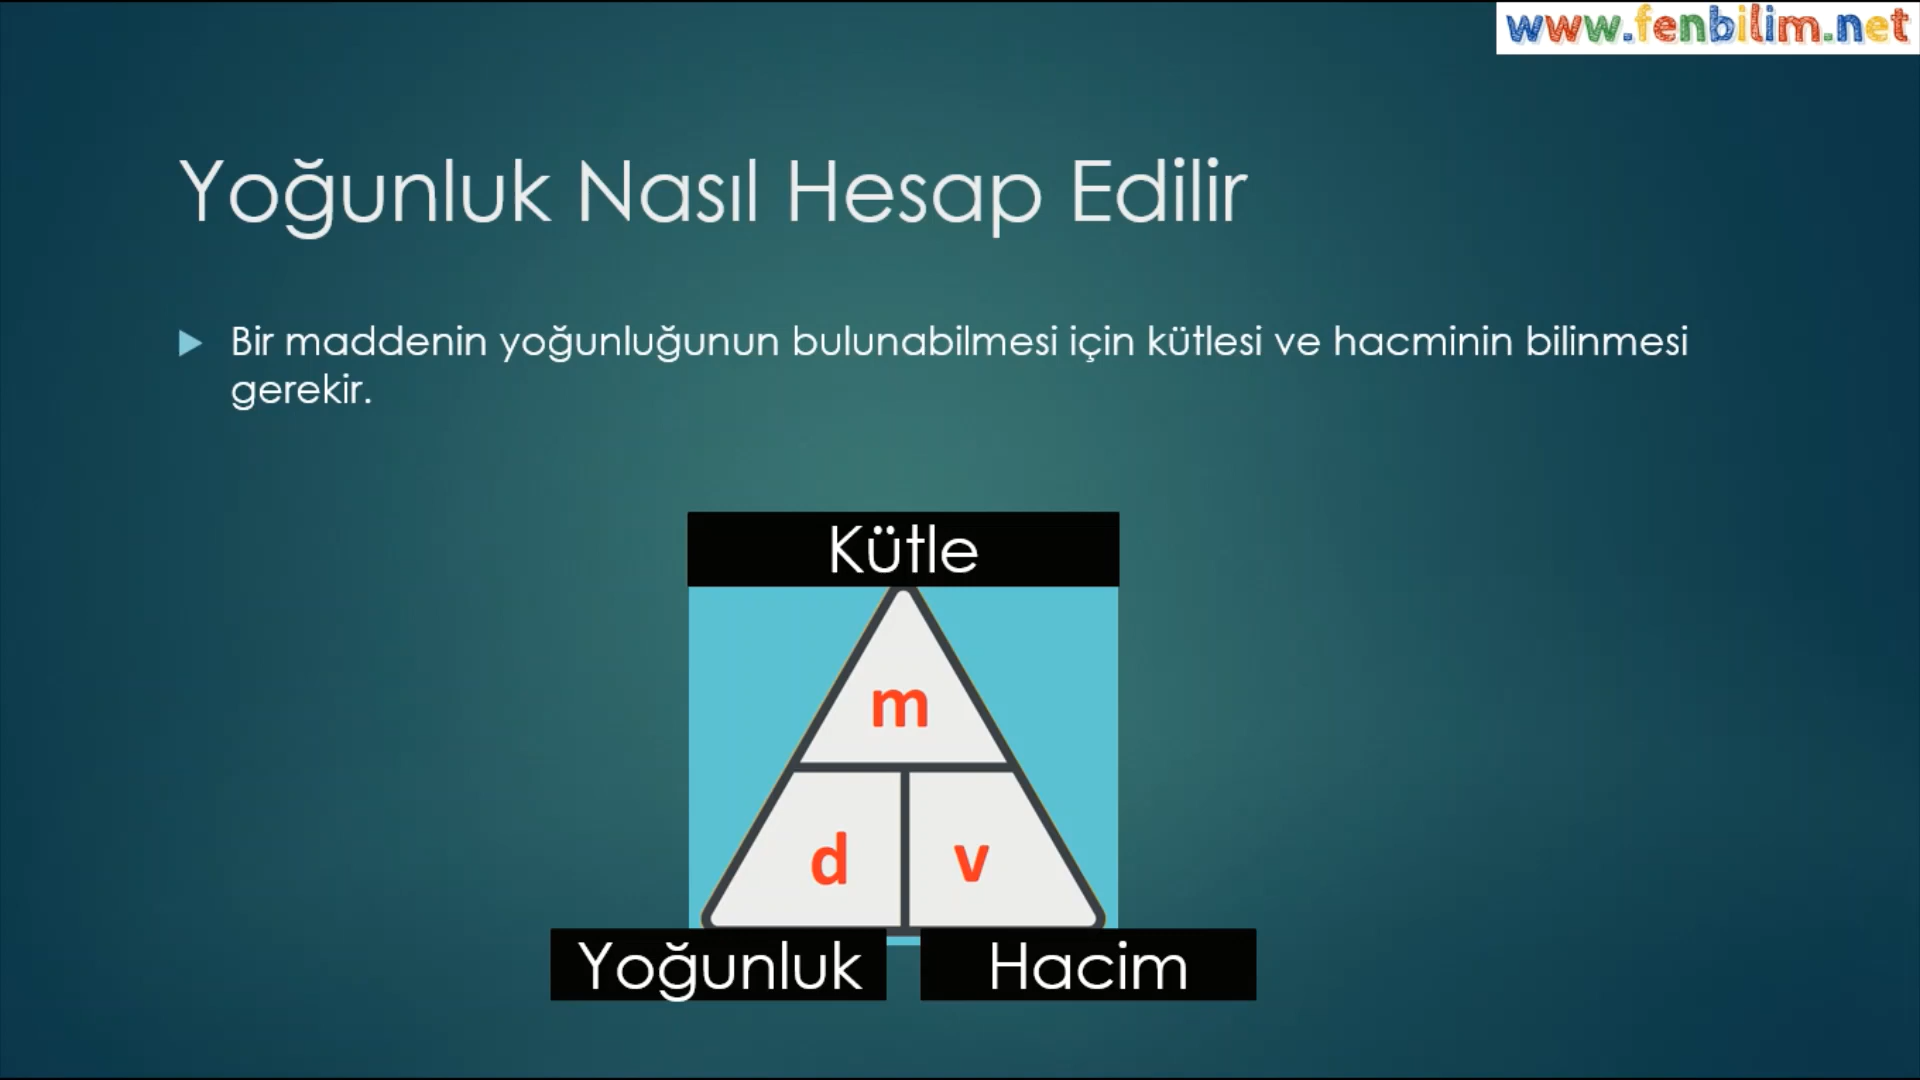 www.fenbilim.net
Yoğunluk Nasıl Hesap Edilir
Bir maddenin yoğunluğunun bulunabilmesi için kütlesi ve hacminin bilinmesi
gerekir.
Kütle
m
d v
Yoğunluk Hacim